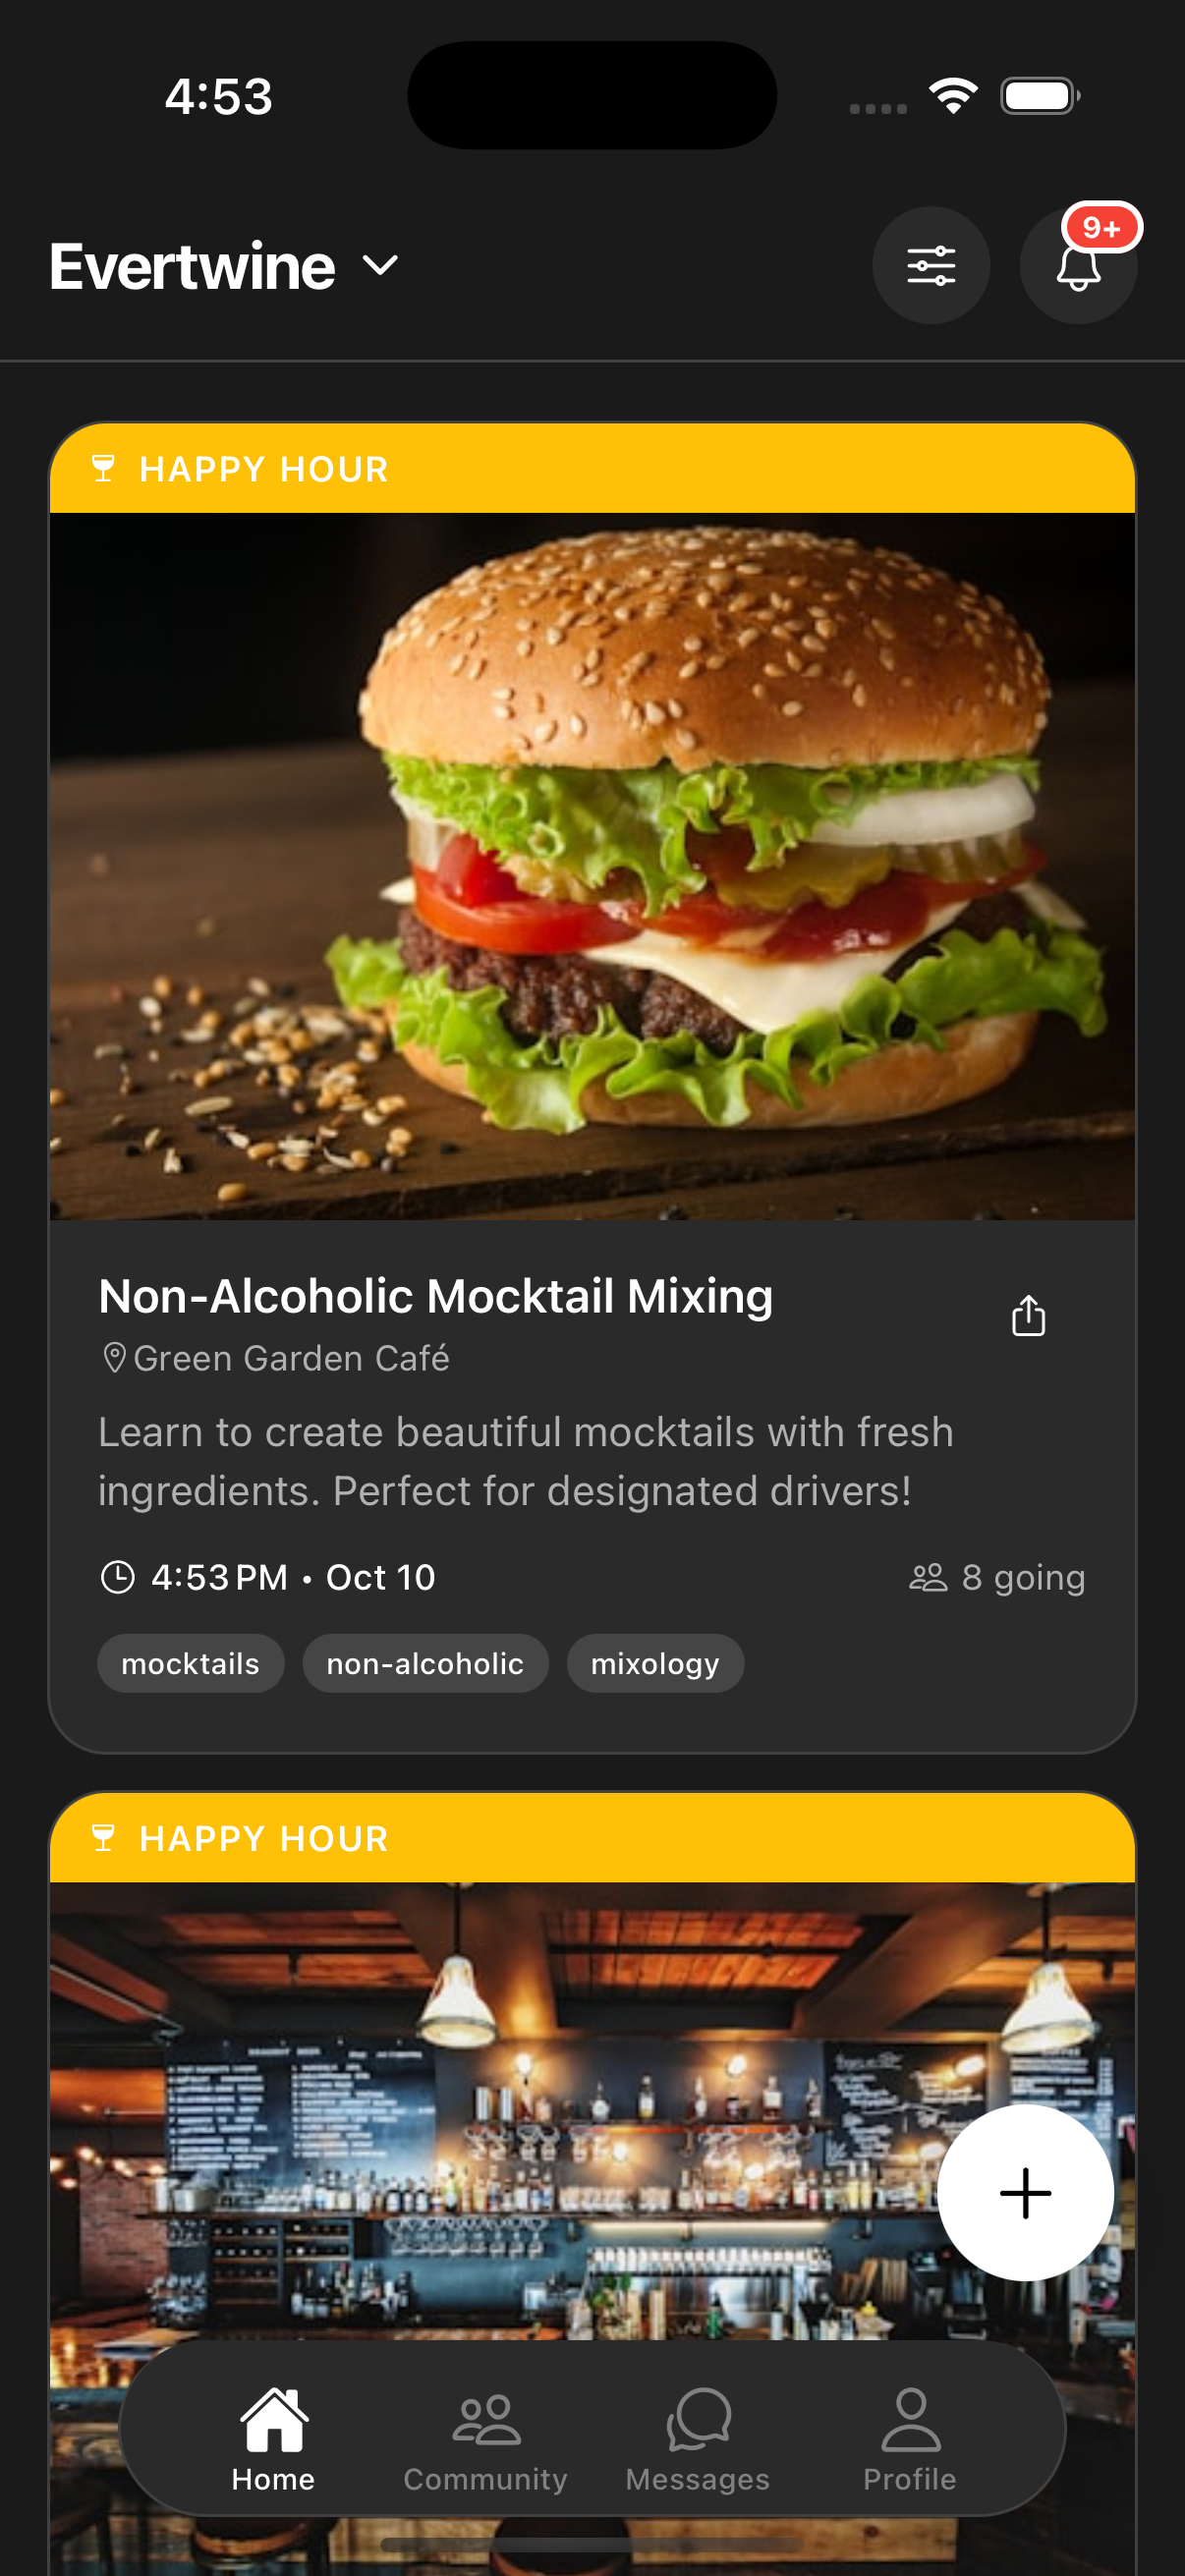 4:53
Evertwine
9+
HAPPY HOUR
Non-Alcoholic Mocktail Mixing
Green Garden Café
Learn to create beautiful mocktails with fresh
ingredients. Perfect for designated drivers!
4:53 PM • Oct 10
8 going
mocktails non-alcoholic mixology
HAPPY HOUR
Home Community Messages Profile